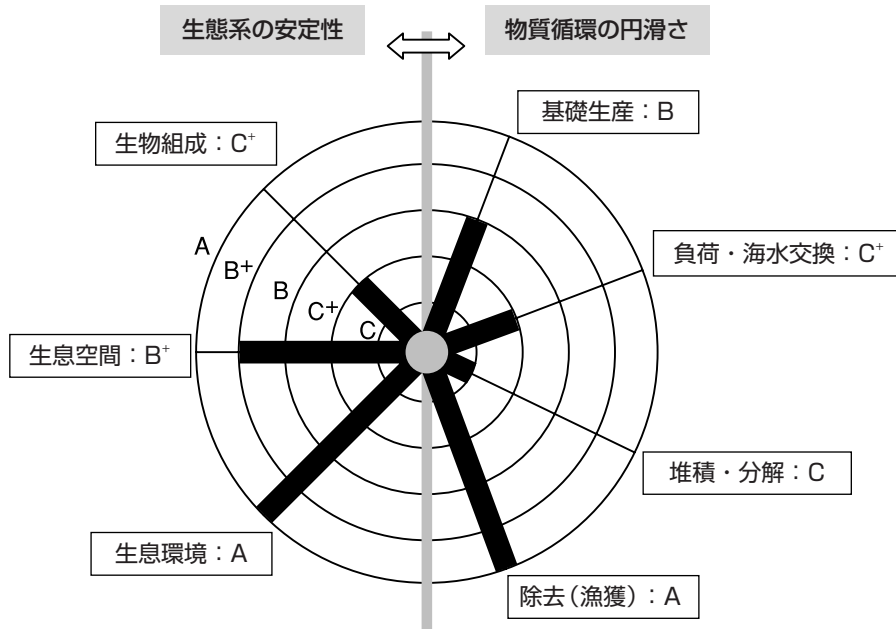 生態系の安定性
物質循環の円滑さ
基礎生産：B
生物組成：C⁺
負荷・海水交換：C⁺
A
B⁺
B
C⁺
C
生息空間：B⁺
堆積・分解：C
生息環境：A
除去（漁獲）：A